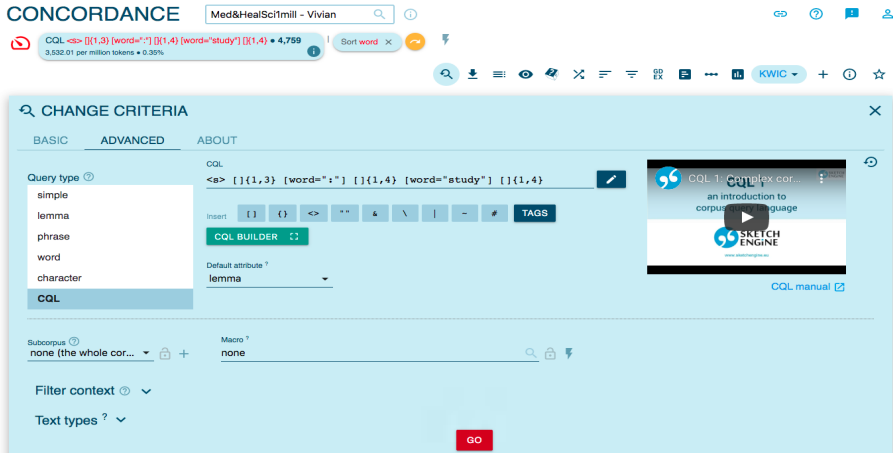 CONCORDANCE
Med&HealSci1mill - Vivian
CQL <s> []{1,3} [word=":"] []{1,4} [word="study"] []{1,4} • 4,759
3,532.01 per million tokens • 0.35%
Sort word ×
GD
EX
KWIC
CHANGE CRITERIA
BASIC ADVANCED ABOUT
Query type ?
simple
lemma
phrase
word
character
CQL
CQL
<s> []{1,3} [word=":"] []{1,4} [word="study"] []{1,4}
Insert [] {} <> "" & \ | ~ # TAGS
CQL BUILDER
Default attribute ?
lemma
CQL 1: Complex cor...
CQL 1
an introduction to
corpus query language
SKETCH
ENGINE
www.sketchengine.eu
CQL manual
Subcorpus ?
none (the whole cor...
Macro ?
none
Filter context ?
Text types ?
GO